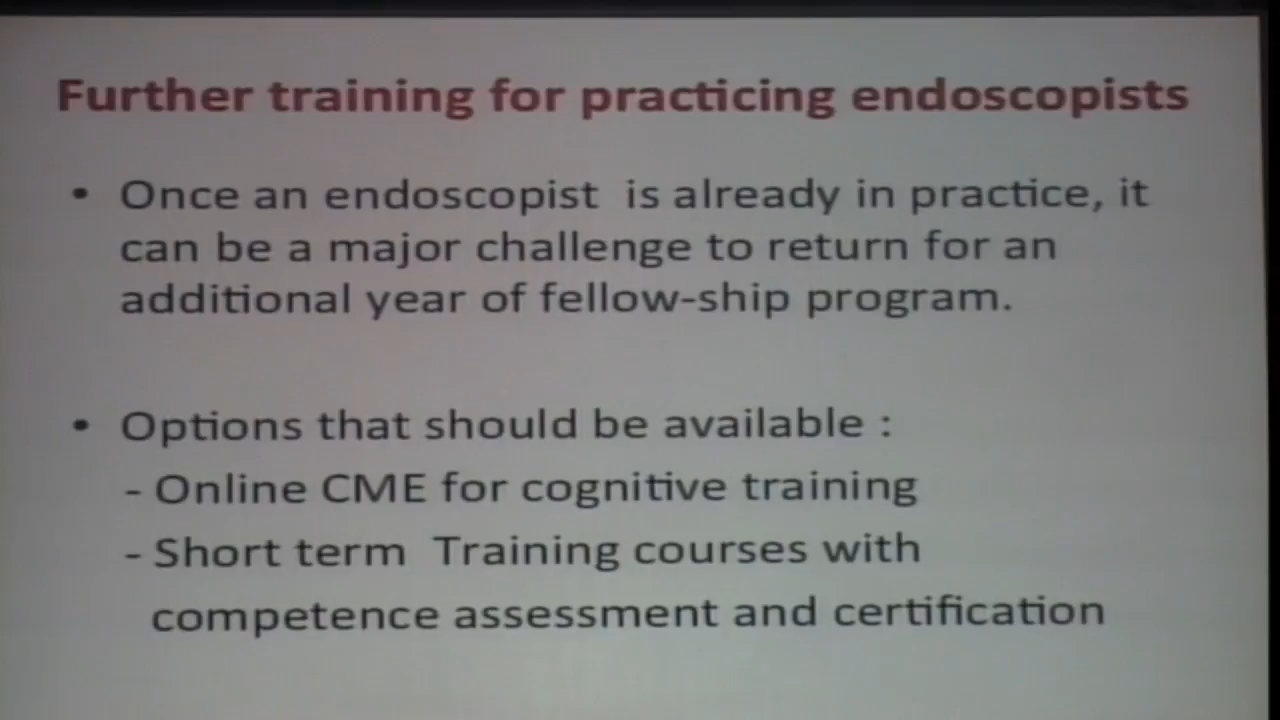 Further training for practicing endoscopists
• Once an endoscopist is already in practice, it
can be a major challenge to return for an
additional year of fellow-ship program.
• Options that should be available :
- Online CME for cognitive training
- Short term Training courses with
competence assessment and certification